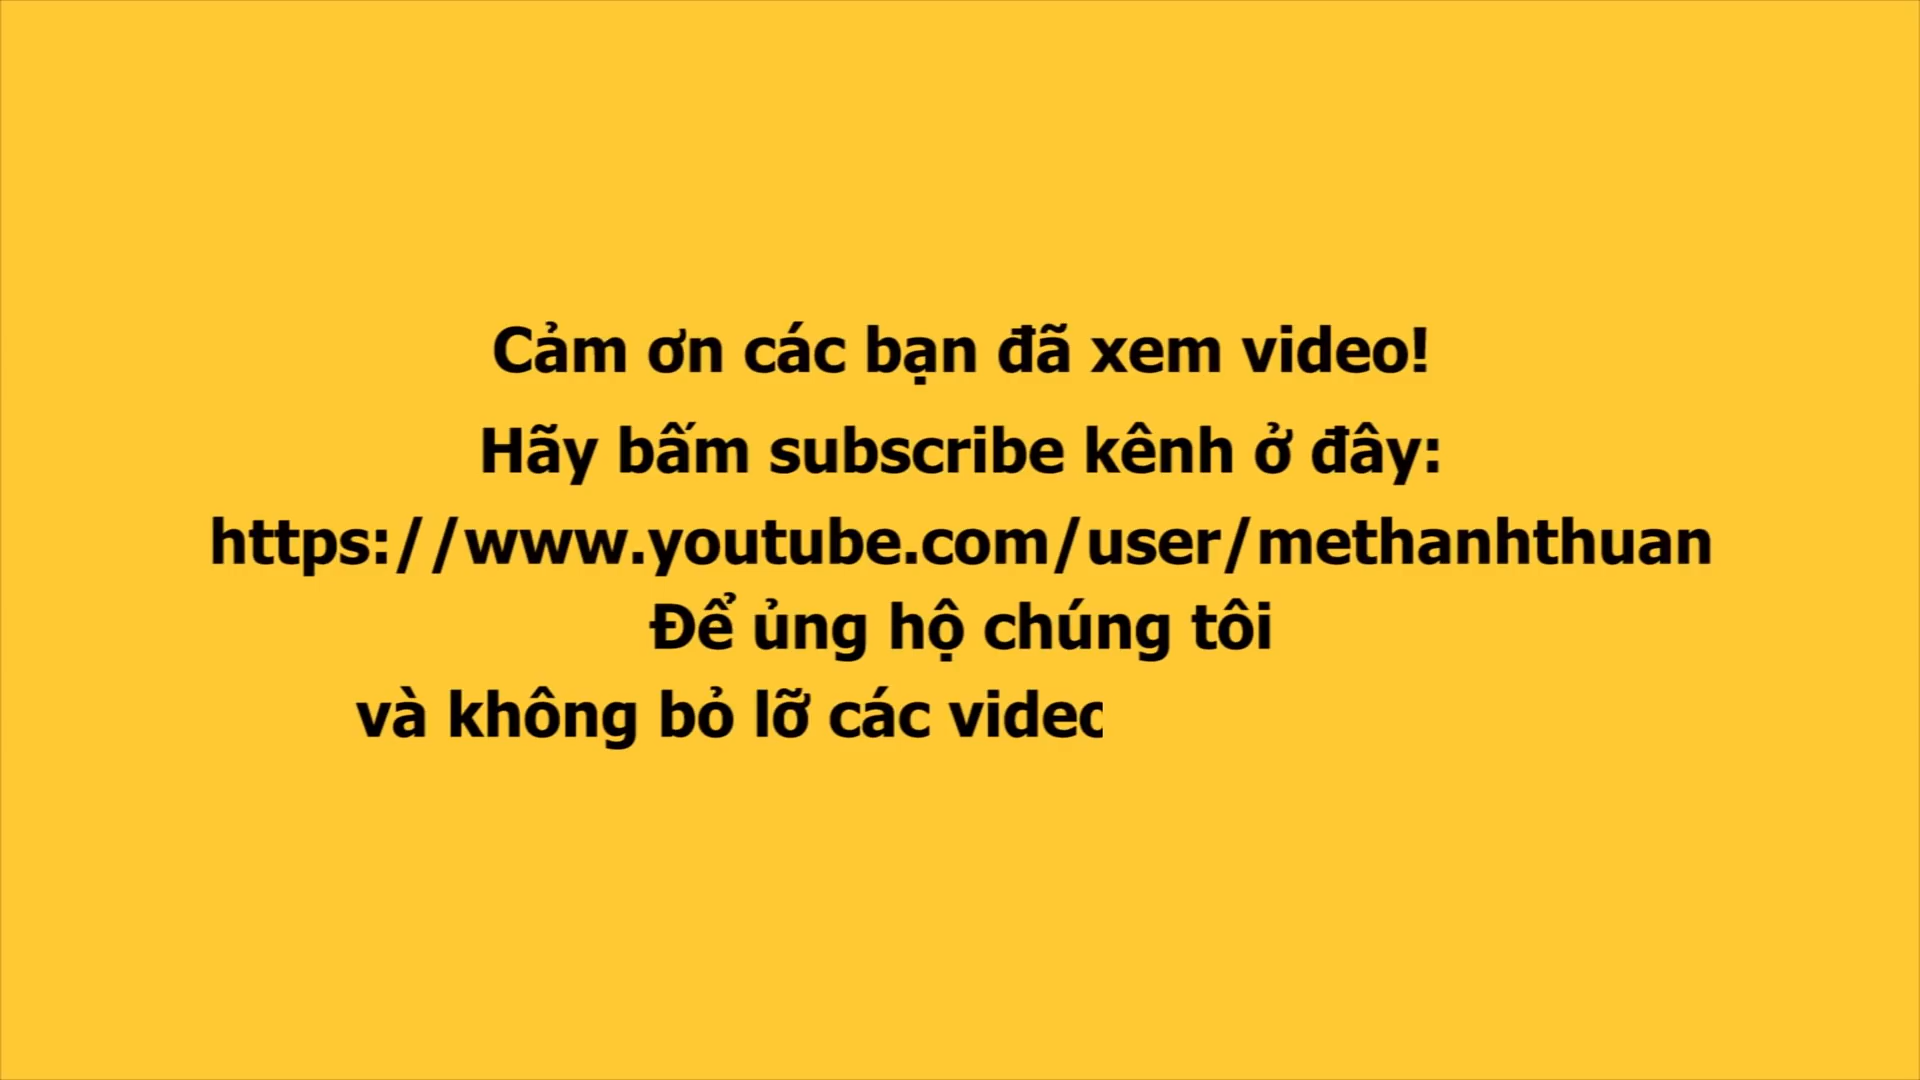 Cảm ơn các bạn đã xem video!
Hãy bấm subscribe kênh ở đây:
https://www.youtube.com/user/methanhthuan
Để ủng hộ chúng tôi
và không bỏ lỡ các video